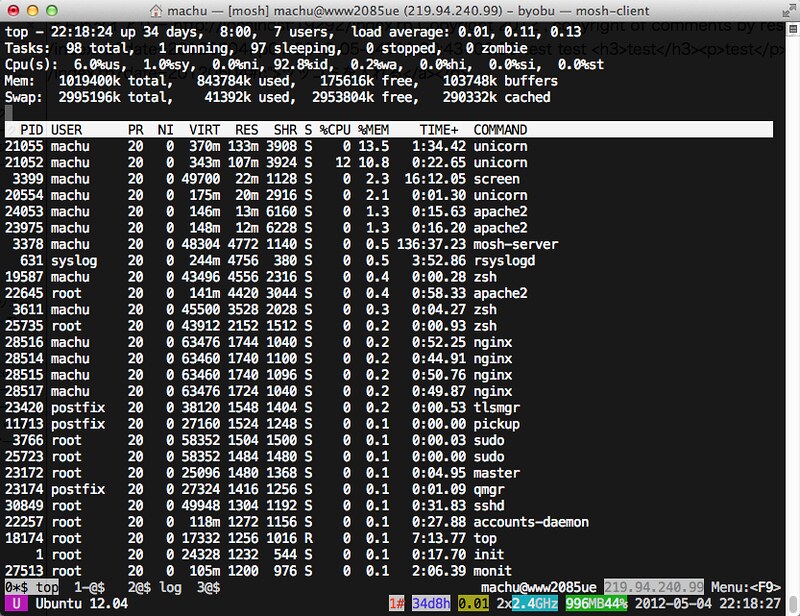 machu — [mosh] machu@www2085ue (219.94.240.99) - byobu — mosh-client
top - 22:18:24 up 34 days,  8:00,  7 users,  load average: 0.01, 0.11, 0.13
Tasks:  98 total,   1 running,  97 sleeping,   0 stopped,   0 zombie
Cpu(s):  6.0%us,  1.0%sy,  0.0%ni, 92.8%id,  0.2%wa,  0.0%hi,  0.0%si,  0.0%st
Mem:   1019400k total,   843784k used,   175616k free,   103748k buffers
Swap:  2995196k total,    41392k used,  2953804k free,   290332k cached
PID USER      PR  NI  VIRT  RES  SHR S %CPU %MEM    TIME+  COMMAND
21055 machu     20   0  370m 133m 3908 S    0 13.5   1:34.42 unicorn
21052 machu     20   0  343m 107m 3924 S   12 10.8   0:22.65 unicorn
3399 machu     20   0 49700  22m 1128 S    0  2.3  16:12.05 screen
20554 machu     20   0  175m  20m 2916 S    0  2.1   0:01.30 unicorn
24053 machu     20   0  146m  13m 6160 S    0  1.3   0:15.63 apache2
23975 machu     20   0  148m  12m 6228 S    0  1.3   0:16.20 apache2
3378 machu     20   0 48304 4772 1140 S    0  0.5 136:37.23 mosh-server
631 syslog    20   0  244m 4756  380 S    0  0.5   3:52.86 rsyslogd
19587 machu     20   0 43496 4556 2316 S    0  0.4   0:00.28 zsh
22645 root      20   0  141m 4420 3044 S    0  0.4   0:58.33 apache2
3611 machu     20   0 45500 3528 2028 S    0  0.3   0:04.27 zsh
25735 root      20   0 43912 2152 1512 S    0  0.2   0:00.93 zsh
28516 machu     20   0 63476 1744 1040 S    0  0.2   0:52.25 nginx
28514 machu     20   0 63460 1740 1100 S    0  0.2   0:44.91 nginx
28515 machu     20   0 63460 1740 1096 S    0  0.2   0:50.76 nginx
28517 machu     20   0 63476 1724 1040 S    0  0.2   0:49.87 nginx
23420 postfix   20   0 38120 1548 1404 S    0  0.2   0:00.53 tlsmgr
11713 postfix   20   0 27160 1524 1248 S    0  0.1   0:00.00 pickup
3766 root      20   0 58352 1504 1500 S    0  0.1   0:00.03 sudo
25723 root      20   0 58352 1484 1480 S    0  0.1   0:00.00 sudo
23172 root      20   0 25096 1480 1368 S    0  0.1   0:04.95 master
23174 postfix   20   0 27324 1416 1256 S    0  0.1   0:01.09 qmgr
30849 root      20   0 49948 1304 1192 S    0  0.1   0:31.83 sshd
22257 root      20   0  118m 1272 1156 S    0  0.1   0:27.88 accounts-daemon
18174 root      20   0 17332 1256 1016 R    0  0.1   7:13.77 top
1 root      20   0 24328 1232  544 S    0  0.1   0:17.70 init
27513 root      20   0  105m 1200  976 S    0  0.1   2:06.39 monit
0*$ top  1-@$  2@$ log  3@$ machu@www2085ue 219.94.240.99 Menu:<F9>
U Ubuntu 12.04 1# 34d8h 0.01 2x2.4GHz 996MB44% 2012-05-04 22:18:27